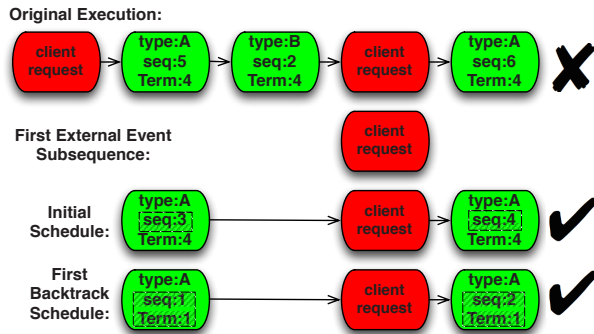 Original Execution:
client
request
type:A
seq:5
Term:4
type:B
seq:2
Term:4
client
request
type:A
seq:6
Term:4
First External Event
Subsequence:
client
request
Initial
Schedule:
type:A
seq:3
Term:4
client
request
type:A
seq:4
Term:4
First
Backtrack
Schedule:
type:A
seq:1
Term:1
client
request
type:A
seq:2
Term:1